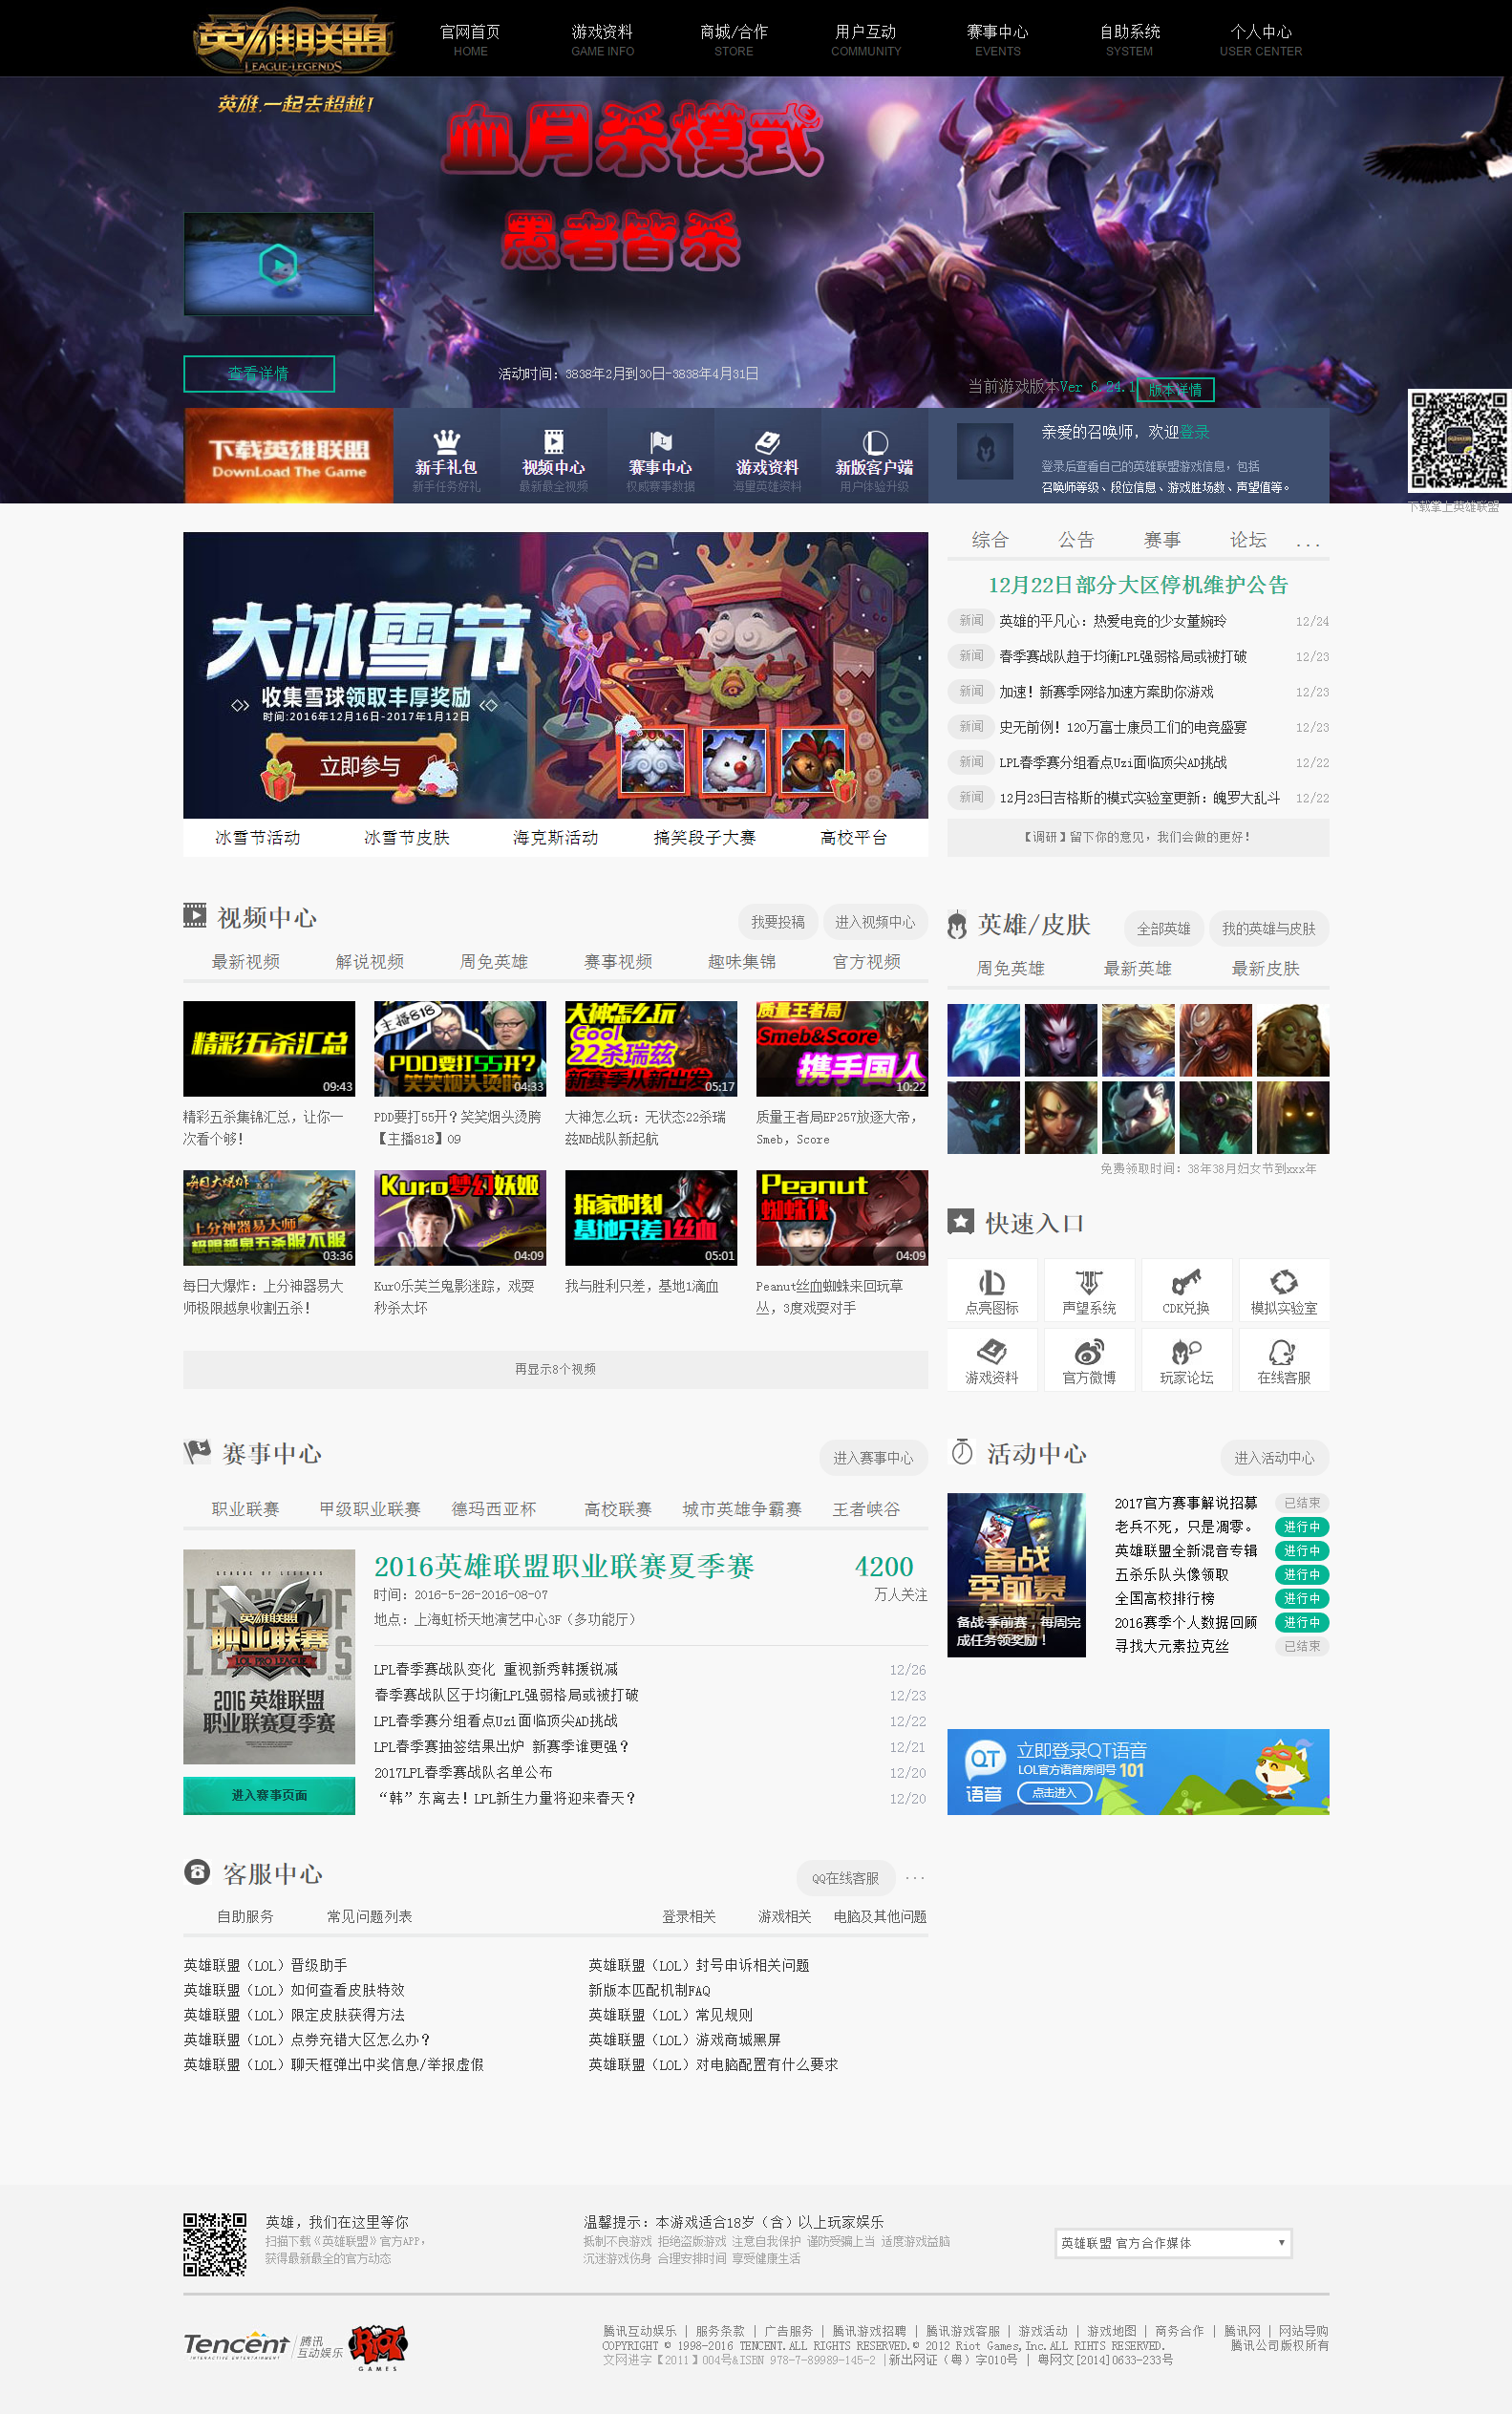 英雄联盟
LEAGUE of LEGENDS
官网首页 游戏资料 商城/合作 用户互动 赛事中心 自助系统 个人中心
HOME GAME INFO STORE COMMUNITY EVENTS SYSTEM USER CENTER
英雄.一起去超越!
血月杀模式
愚者皆杀
查看详情
活动时间：3838年2月到30日-3838年4月31日
当前游戏版本Ver 6.24.1 版本详情
下载英雄联盟
DownLoad The Game
新手礼包 视频中心 赛事中心 游戏资料 新版客户端
新手任务好礼 最新最全视频 权威赛事数据 海量英雄资料 用户体验升级
亲爱的召唤师，欢迎登录
登录后查看自己的英雄联盟游戏信息，包括
召唤师等级、段位信息、游戏胜场数、声望值等。
下载掌上英雄联盟
大冰雪节
收集雪球领取丰厚奖励
时间:2016年12月16日-2017年1月12日
立即参与
冰雪节活动 冰雪节皮肤 海克斯活动 搞笑段子大赛 高校平台
综合 公告 赛事 论坛 ...
12月22日部分大区停机维护公告
新闻 英雄的平凡心：热爱电竞的少女董婉玲 12/24
新闻 春季赛战队趋于均衡LPL强弱格局或被打破 12/23
新闻 加速！新赛季网络加速方案助你游戏 12/23
新闻 史无前例！120万富士康员工们的电竞盛宴 12/23
新闻 LPL春季赛分组看点Uzi面临顶尖AD挑战 12/22
新闻 12月23日吉格斯的模式实验室更新：魄罗大乱斗 12/22
【调研】留下你的意见，我们会做的更好！
视频中心
我要投稿 进入视频中心
最新视频 解说视频 周免英雄 赛事视频 趣味集锦 官方视频
精彩五杀汇总
09:43
主播818
PDD要打55开?
笑笑烟头烫胯
04:33
大神怎么玩
Cool
22杀瑞兹
新赛季从新出发
05:17
质量王者局
Smeb&Score
携手国人
10:22
精彩五杀集锦汇总，让你一
次看个够！
PDD要打55开？笑笑烟头烫胯
【主播818】09
大神怎么玩：无状态22杀瑞
兹NB战队新起航
质量王者局EP257放逐大帝，
Smeb，Score
每日大爆炸
上分神器易大师
极限越泉五杀服不服
03:36
Kuro梦幻妖姬
04:09
拆家时刻
基地只差1丝血
05:01
Peanut
蜘蛛侠
04:09
每日大爆炸：上分神器易大
师极限越泉收割五杀！
KurO乐芙兰鬼影迷踪，戏耍
秒杀太坏
我与胜利只差，基地1滴血
Peanut丝血蜘蛛来回玩草
丛，3度戏耍对手
再显示8个视频
英雄/皮肤
全部英雄 我的英雄与皮肤
周免英雄 最新英雄 最新皮肤
免费领取时间：38年38月妇女节到xxx年
快速入口
点亮图标 声望系统 CDK兑换 模拟实验室
游戏资料 官方微博 玩家论坛 在线客服
赛事中心
进入赛事中心
职业联赛 甲级职业联赛 德玛西亚杯 高校联赛 城市英雄争霸赛 王者峡谷
LEAGUE OF LEGENDS
英雄联盟
职业联赛
LOL PRO LEAGUE
2016 英雄联盟
职业联赛夏季赛
进入赛事页面
2016英雄联盟职业联赛夏季赛 4200
时间：2016-5-26-2016-08-07 万人关注
地点：上海虹桥天地演艺中心3F（多功能厅）
LPL春季赛战队变化 重视新秀韩援锐减 12/26
春季赛战队区于均衡LPL强弱格局或被打破 12/23
LPL春季赛分组看点Uzi面临顶尖AD挑战 12/22
LPL春季赛抽签结果出炉 新赛季谁更强？ 12/21
2017LPL春季赛战队名单公布 12/20
“韩”东离去！LPL新生力量将迎来春天？ 12/20
活动中心
进入活动中心
备战
季前赛
备战-季前赛，每周完
成任务领奖励！
2017官方赛事解说招募 已结束
老兵不死，只是凋零。 进行中
英雄联盟全新混音专辑 进行中
五杀乐队头像领取 进行中
全国高校排行榜 进行中
2016赛季个人数据回顾 进行中
寻找大元素拉克丝 已结束
QT
语音
立即登录QT语音
LOL官方语音房间号 101
点击进入
客服中心
QQ在线客服 ...
自助服务 常见问题列表 登录相关 游戏相关 电脑及其他问题
英雄联盟（LOL）晋级助手 英雄联盟（LOL）封号申诉相关问题
英雄联盟（LOL）如何查看皮肤特效 新版本匹配机制FAQ
英雄联盟（LOL）限定皮肤获得方法 英雄联盟（LOL）常见规则
英雄联盟（LOL）点券充错大区怎么办？ 英雄联盟（LOL）游戏商城黑屏
英雄联盟（LOL）聊天框弹出中奖信息/举报虚假 英雄联盟（LOL）对电脑配置有什么要求
英雄，我们在这里等你
扫描下载《英雄联盟》官方APP，
获得最新最全的官方动态
温馨提示：本游戏适合18岁（含）以上玩家娱乐
抵制不良游戏 拒绝盗版游戏 注意自我保护 谨防受骗上当 适度游戏益脑
沉迷游戏伤身 合理安排时间 享受健康生活
英雄联盟 官方合作媒体
Tencent 腾讯
INTERACTIVE ENTERTAINMENT 互动娱乐
RIOT
GAMES
腾讯互动娱乐 | 服务条款 | 广告服务 | 腾讯游戏招聘 | 腾讯游戏客服 | 游戏活动 | 游戏地图 | 商务合作 | 腾讯网 | 网站导购
COPYRIGHT © 1998-2016 TENCENT.ALL RIGHTS RESERVED.© 2012 Riot Games,Inc.ALL RIHTS RESERVED. 腾讯公司版权所有
文网进字【2011】004号&ISBN 978-7-89989-145-2 |新出网证（粤）字010号 | 粤网文[2014]0633-233号